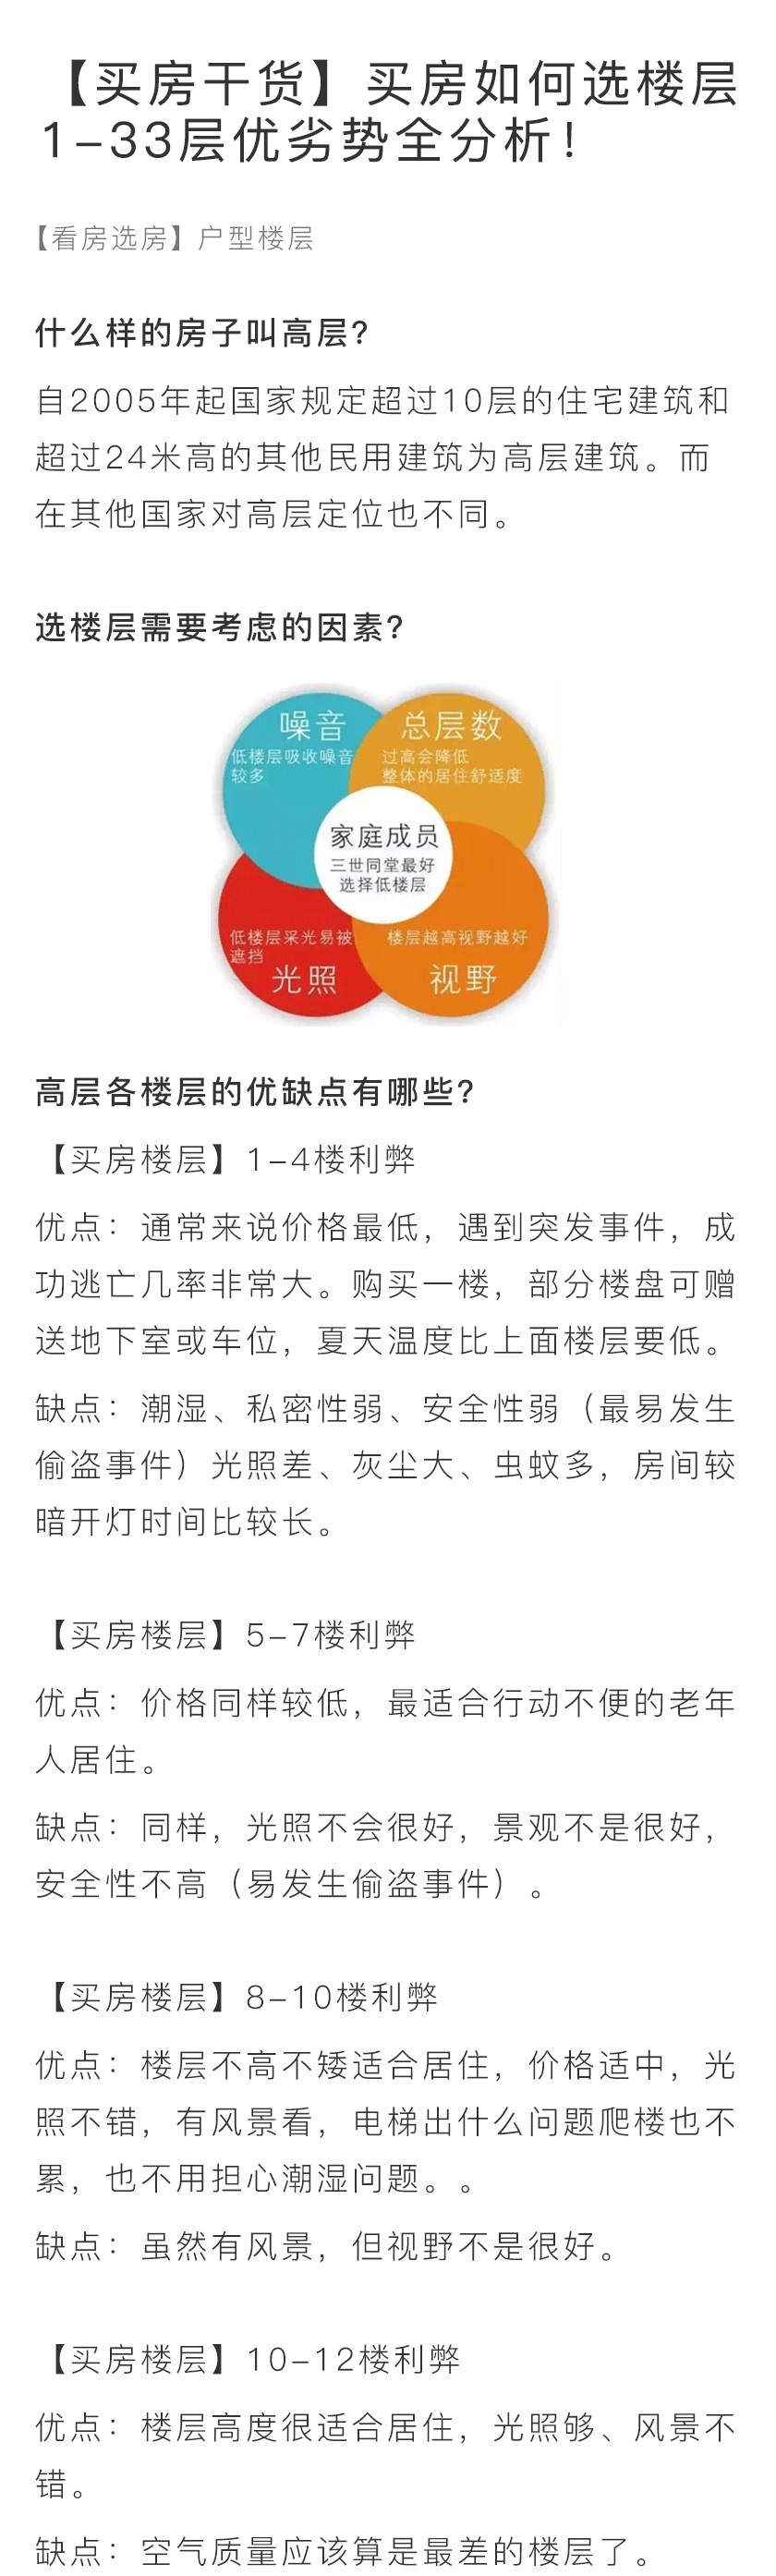 【买房干货】买房如何选楼层
1-33层优劣势全分析！
【看房选房】户型楼层
什么样的房子叫高层？
自2005年起国家规定超过10层的住宅建筑和
超过24米高的其他民用建筑为高层建筑。而
在其他国家对高层定位也不同。
选楼层需要考虑的因素？
噪音
低楼层吸收噪音
较多
总层数
过高会降低
整体的居住舒适度
家庭成员
三世同堂最好
选择低楼层
低楼层采光易被
遮挡
光照
楼层越高视野越好
视野
高层各楼层的优缺点有哪些？
【买房楼层】1-4楼利弊
优点：通常来说价格最低，遇到突发事件，成
功逃亡几率非常大。购买一楼，部分楼盘可赠
送地下室或车位，夏天温度比上面楼层要低。
缺点：潮湿、私密性弱、安全性弱（最易发生
偷盗事件）光照差、灰尘大、虫蚊多，房间较
暗开灯时间比较长。
【买房楼层】5-7楼利弊
优点：价格同样较低，最适合行动不便的老年
人居住。
缺点：同样，光照不会很好，景观不是很好，
安全性不高（易发生偷盗事件）。
【买房楼层】8-10楼利弊
优点：楼层不高不矮适合居住，价格适中，光
照不错，有风景看，电梯出什么问题爬楼也不
累，也不用担心潮湿问题。。
缺点：虽然有风景，但视野不是很好。
【买房楼层】10-12楼利弊
优点：楼层高度很适合居住，光照够、风景不
错。
缺点：空气质量应该算是最差的楼层了。